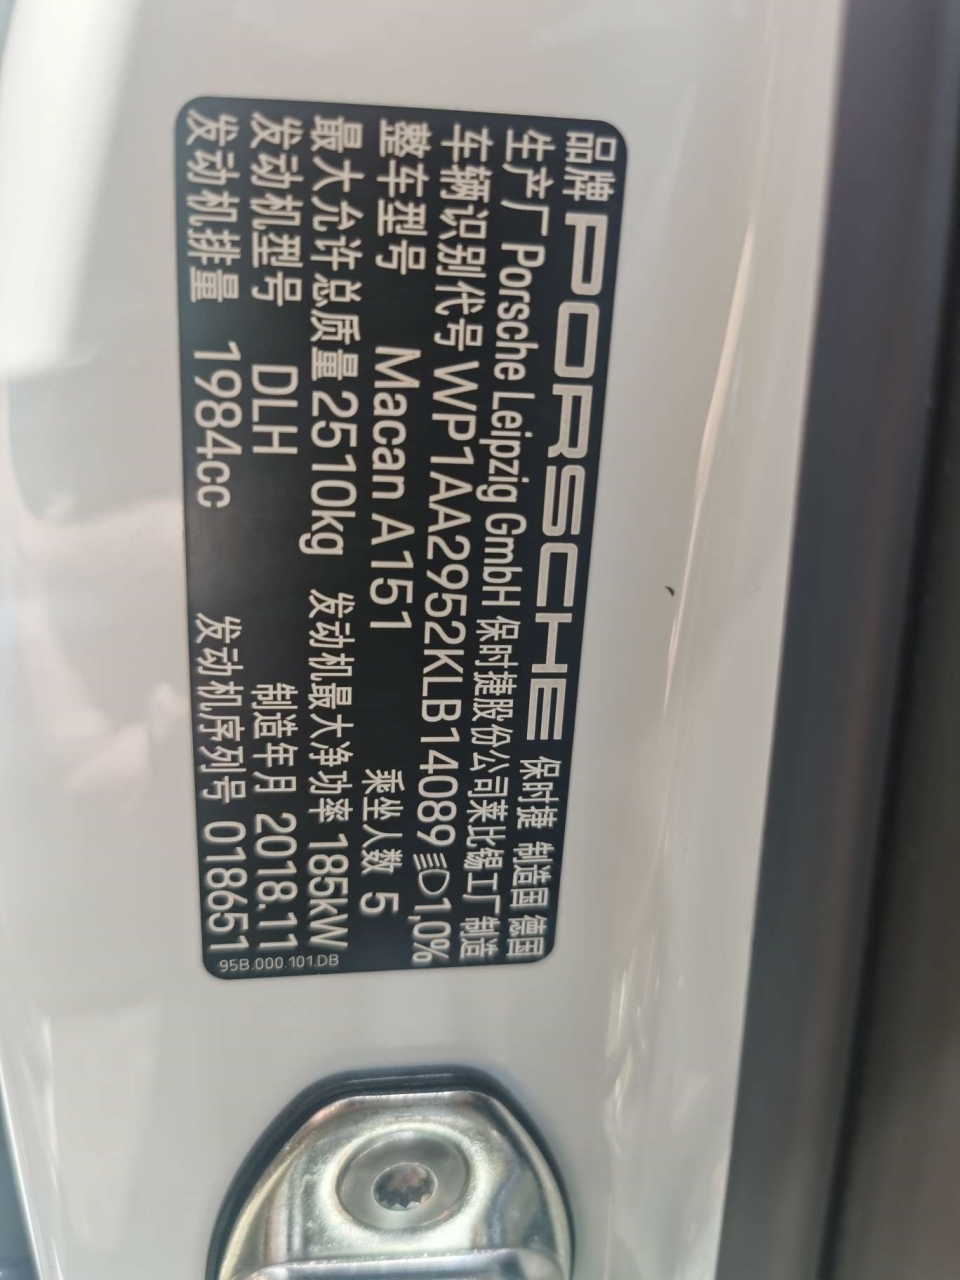 品牌 PORSCHE 保时捷 制造国 德国
生产厂 Porsche Leipzig GmbH 保时捷股份公司莱比锡工厂 制造
车辆识别代号 WP1AA2952KLB14089 1,0%
整车型号 Macan A151 乘坐人数 5
最大允许总质量 2510kg 发动机最大净功率 185kW
发动机型号 DLH 制造年月 2018.11
发动机排量 1984cc 发动机序列号 018651
95B.000.101.DB